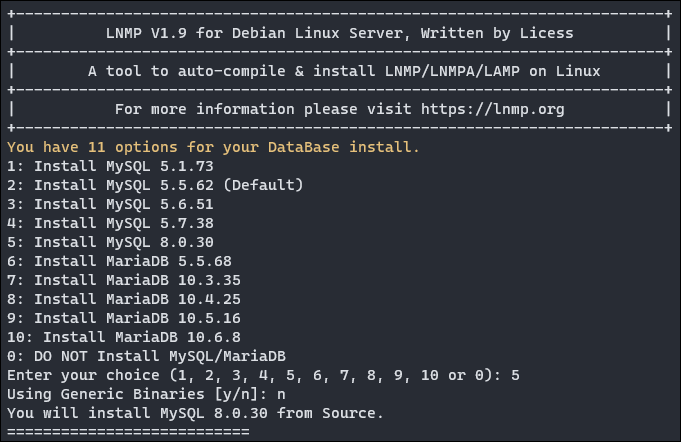 +------------------------------------------------------------------------+
|          LNMP V1.9 for Debian Linux Server, Written by Licess          |
+------------------------------------------------------------------------+
|        A tool to auto-compile & install LNMP/LNMPA/LAMP on Linux       |
+------------------------------------------------------------------------+
|           For more information please visit https://lnmp.org           |
+------------------------------------------------------------------------+
You have 11 options for your DataBase install.
1: Install MySQL 5.1.73
2: Install MySQL 5.5.62 (Default)
3: Install MySQL 5.6.51
4: Install MySQL 5.7.38
5: Install MySQL 8.0.30
6: Install MariaDB 5.5.68
7: Install MariaDB 10.3.35
8: Install MariaDB 10.4.25
9: Install MariaDB 10.5.16
10: Install MariaDB 10.6.8
0: DO NOT Install MySQL/MariaDB
Enter your choice (1, 2, 3, 4, 5, 6, 7, 8, 9, 10 or 0): 5
Using Generic Binaries [y/n]: n
You will install MySQL 8.0.30 from Source.
===========================